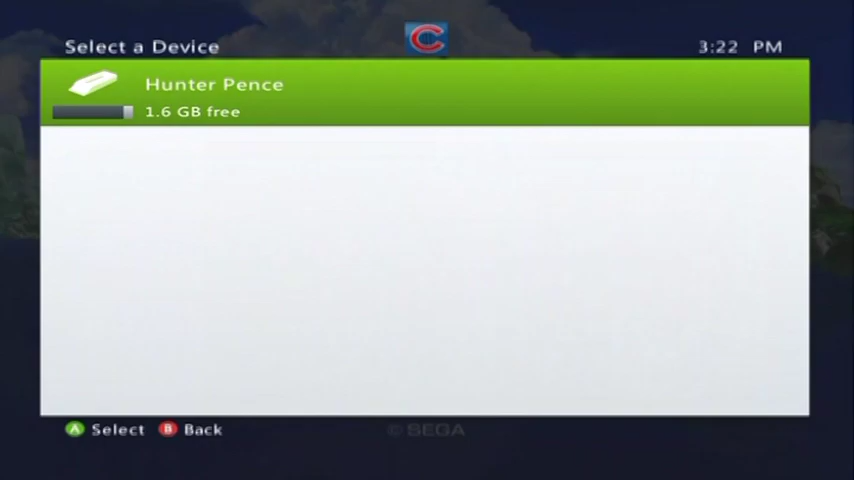 Select a Device
C
3:22 PM
Hunter Pence
1.6 GB free
A Select B Back
© SEGA